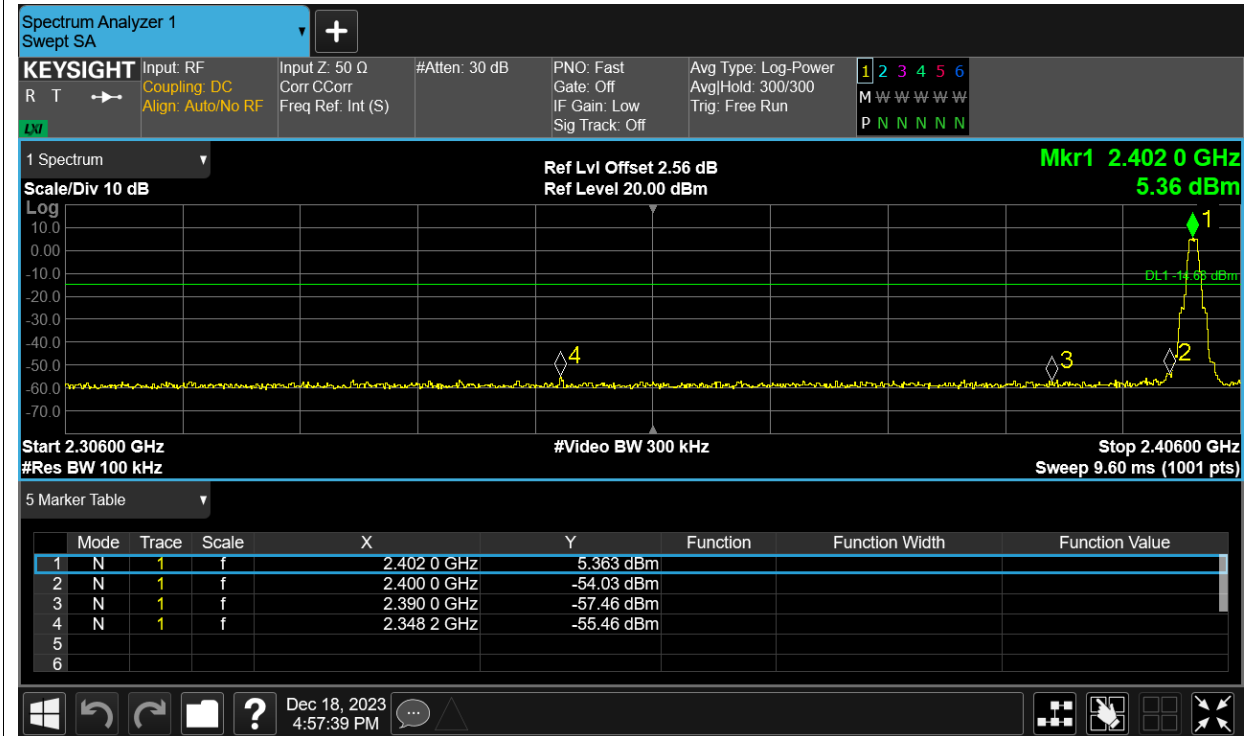 Spectrum Analyzer 1
Swept SA
KEYSIGHT
R T
LXI
Input: RF
Coupling: DC
Align: Auto/No RF
Input Z: 50 Ω
Corr CCorr
Freq Ref: Int (S)
#Atten: 30 dB
PNO: Fast
Gate: Off
IF Gain: Low
Sig Track: Off
Avg Type: Log-Power
Avg|Hold: 300/300
Trig: Free Run
1 2 3 4 5 6
M W W W W W
P N N N N N
1 Spectrum
Scale/Div 10 dB
Ref Lvl Offset 2.56 dB
Ref Level 20.00 dBm
Mkr1 2.402 0 GHz
5.36 dBm
Log
10.0
0.00
-10.0
-20.0
-30.0
-40.0
-50.0
-60.0
-70.0
1
DL1 -14.63 dBm
4
3
2
Start 2.30600 GHz
#Video BW 300 kHz
Stop 2.40600 GHz
#Res BW 100 kHz
Sweep 9.60 ms (1001 pts)
5 Marker Table
Mode Trace Scale X Y Function Function Width Function Value
1 N 1 f 2.402 0 GHz 5.363 dBm
2 N 1 f 2.400 0 GHz -54.03 dBm
3 N 1 f 2.390 0 GHz -57.46 dBm
4 N 1 f 2.348 2 GHz -55.46 dBm
5
6
?
Dec 18, 2023
4:57:39 PM